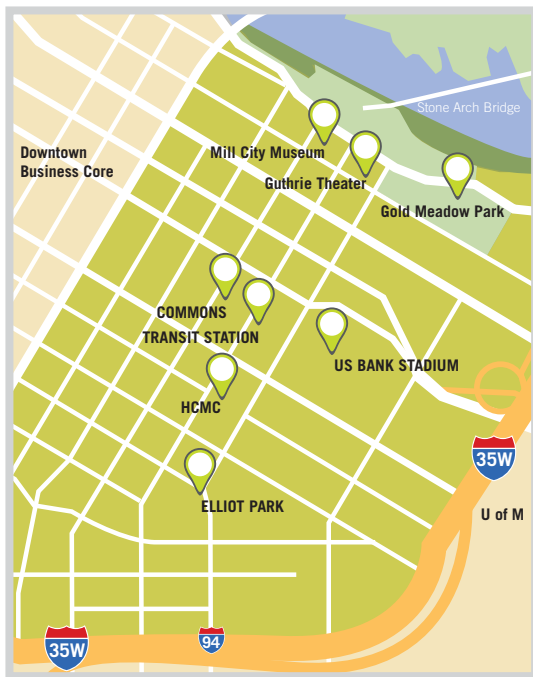 Stone Arch Bridge
Downtown
Business Core
Mill City Museum
Guthrie Theater
Gold Meadow Park
COMMONS
TRANSIT STATION
US BANK STADIUM
HCMC
35W
ELLIOT PARK
U of M
94
35W